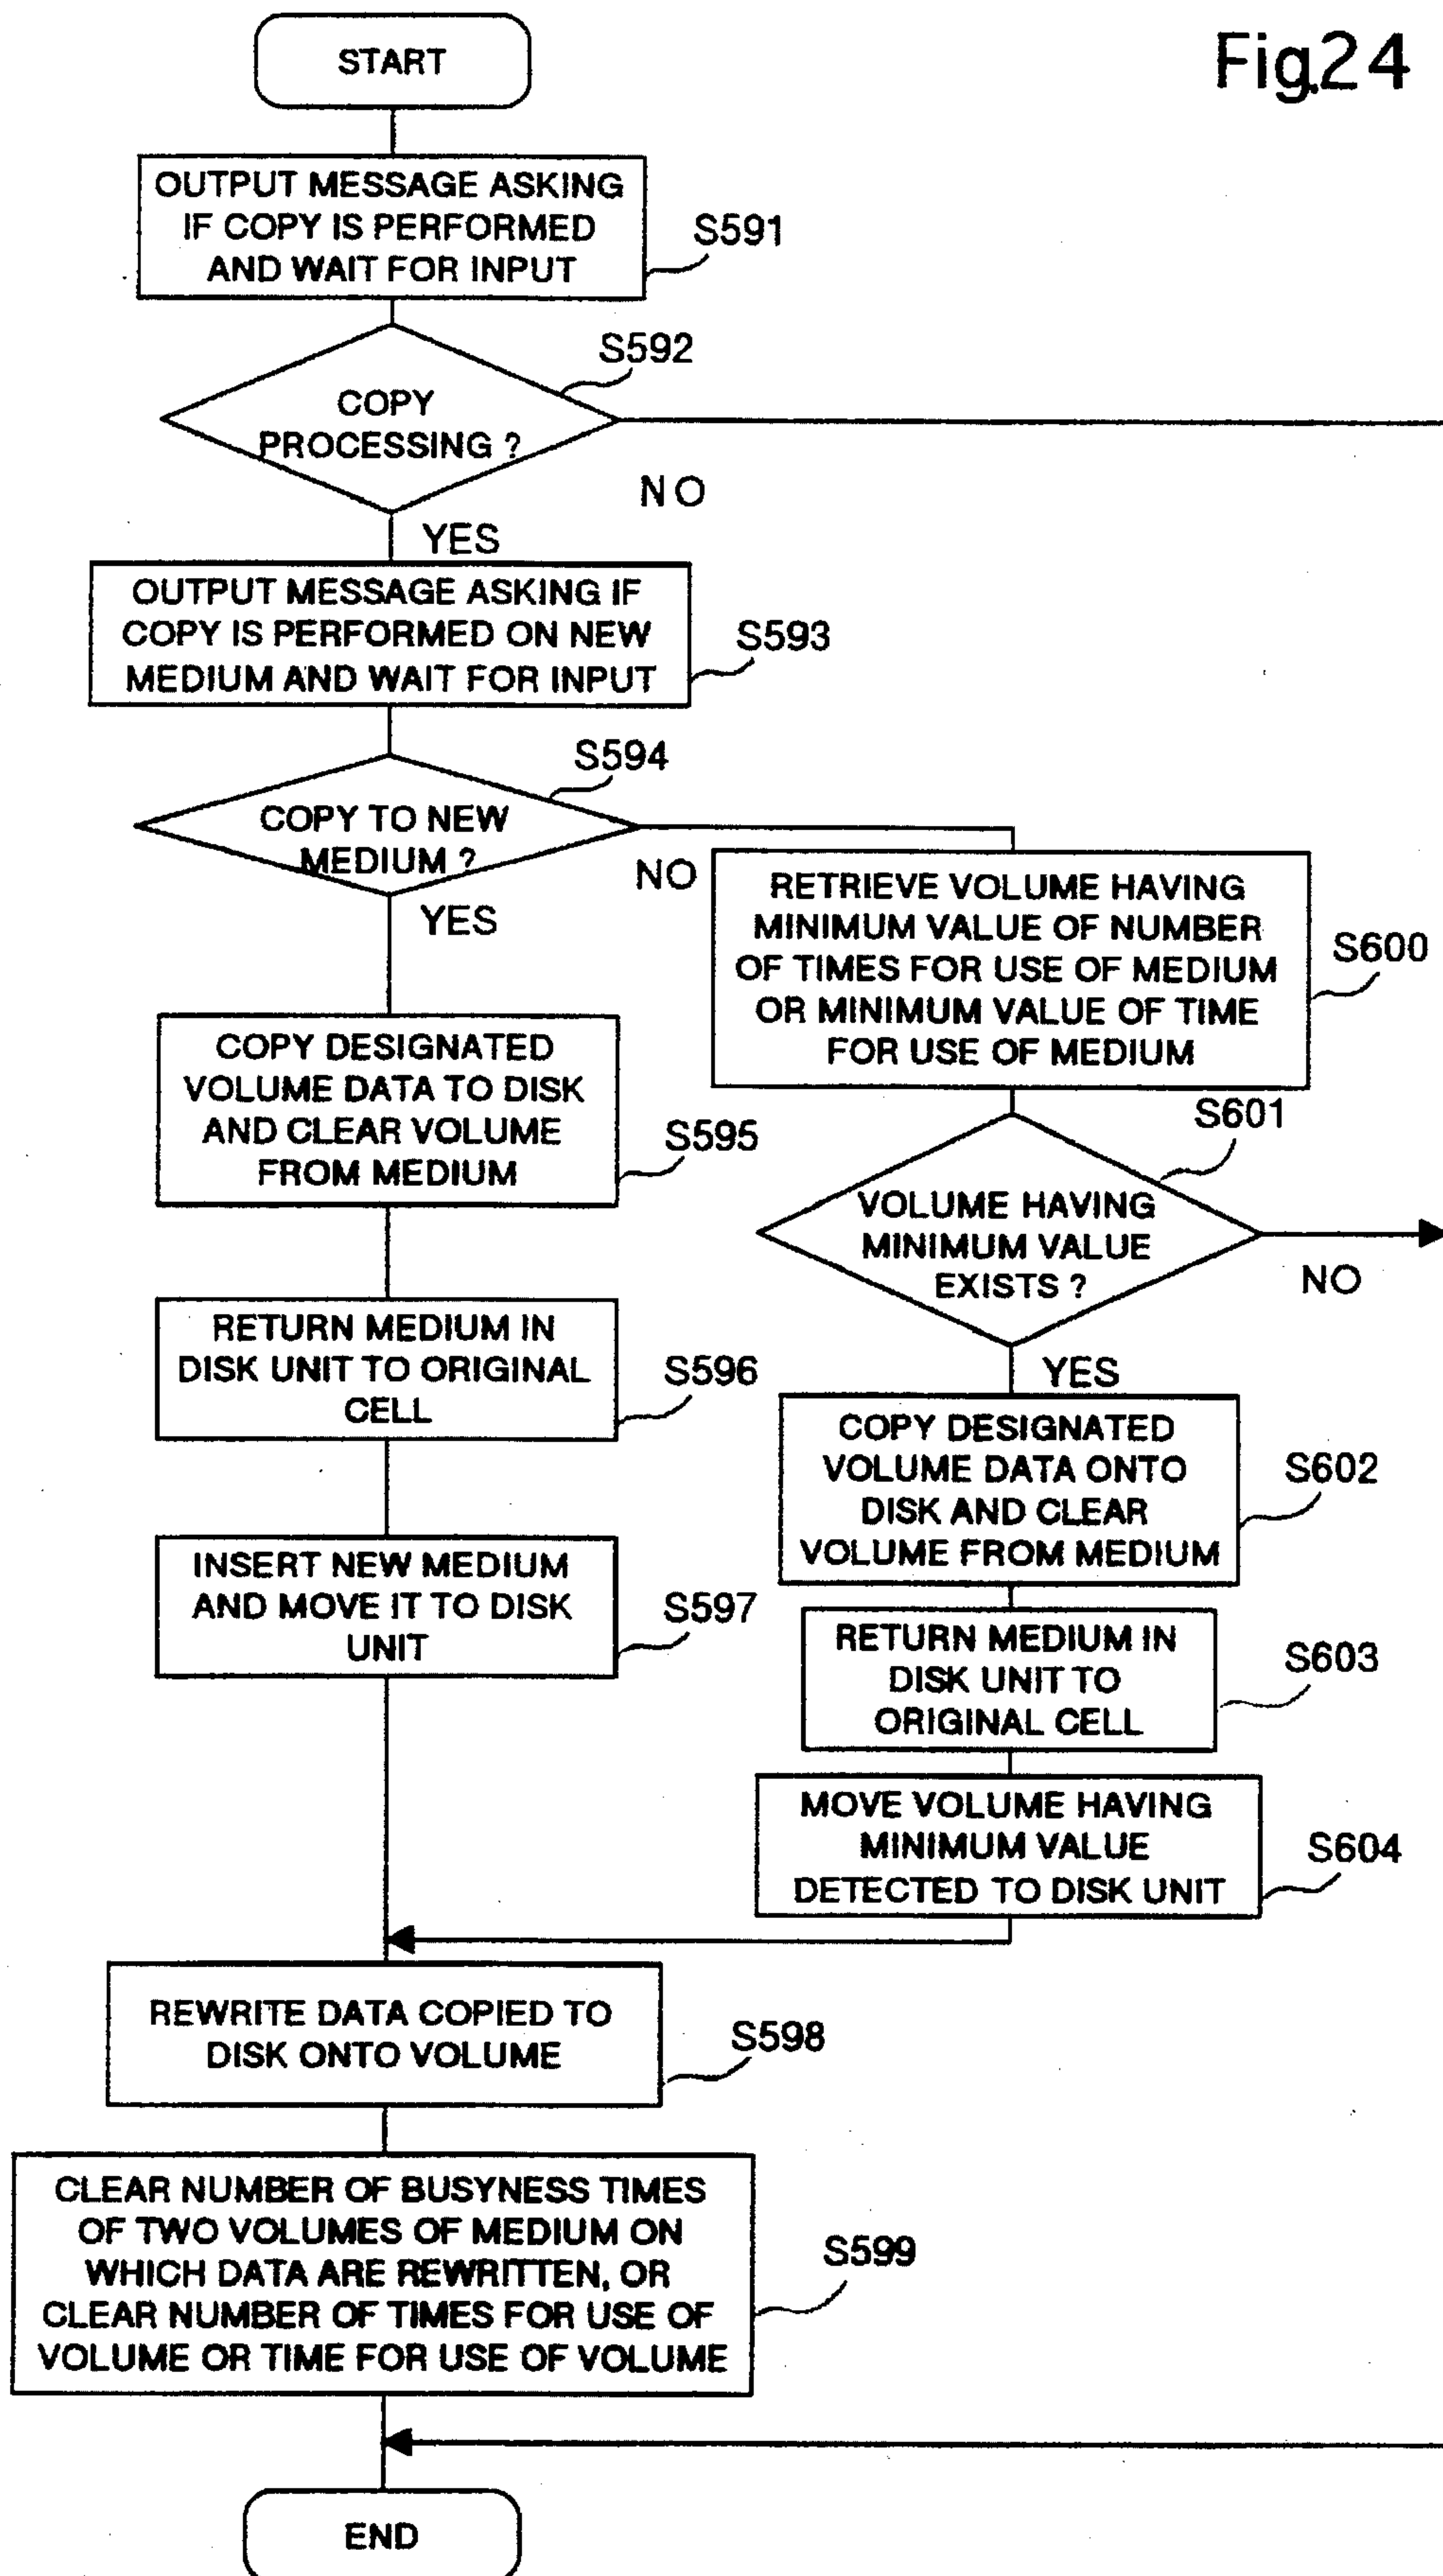 Fig.24
START
OUTPUT MESSAGE ASKING
IF COPY IS PERFORMED
AND WAIT FOR INPUT
S591
S592
COPY
PROCESSING ?
NO
YES
OUTPUT MESSAGE ASKING IF
COPY IS PERFORMED ON NEW
MEDIUM AND WAIT FOR INPUT
S593
S594
COPY TO NEW
MEDIUM ?
NO
YES
RETRIEVE VOLUME HAVING
MINIMUM VALUE OF NUMBER
OF TIMES FOR USE OF MEDIUM
OR MINIMUM VALUE OF TIME
FOR USE OF MEDIUM
S600
COPY DESIGNATED
VOLUME DATA TO DISK
AND CLEAR VOLUME
FROM MEDIUM
S595
S601
VOLUME HAVING
MINIMUM VALUE
EXISTS ?
NO
YES
RETURN MEDIUM IN
DISK UNIT TO ORIGINAL
CELL
S596
COPY DESIGNATED
VOLUME DATA ONTO
DISK AND CLEAR
VOLUME FROM MEDIUM
S602
INSERT NEW MEDIUM
AND MOVE IT TO DISK
UNIT
S597
RETURN MEDIUM IN
DISK UNIT TO
ORIGINAL CELL
S603
MOVE VOLUME HAVING
MINIMUM VALUE
DETECTED TO DISK UNIT
S604
REWRITE DATA COPIED TO
DISK ONTO VOLUME
S598
CLEAR NUMBER OF BUSYNESS TIMES
OF TWO VOLUMES OF MEDIUM ON
WHICH DATA ARE REWRITTEN, OR
CLEAR NUMBER OF TIMES FOR USE OF
VOLUME OR TIME FOR USE OF VOLUME
S599
END